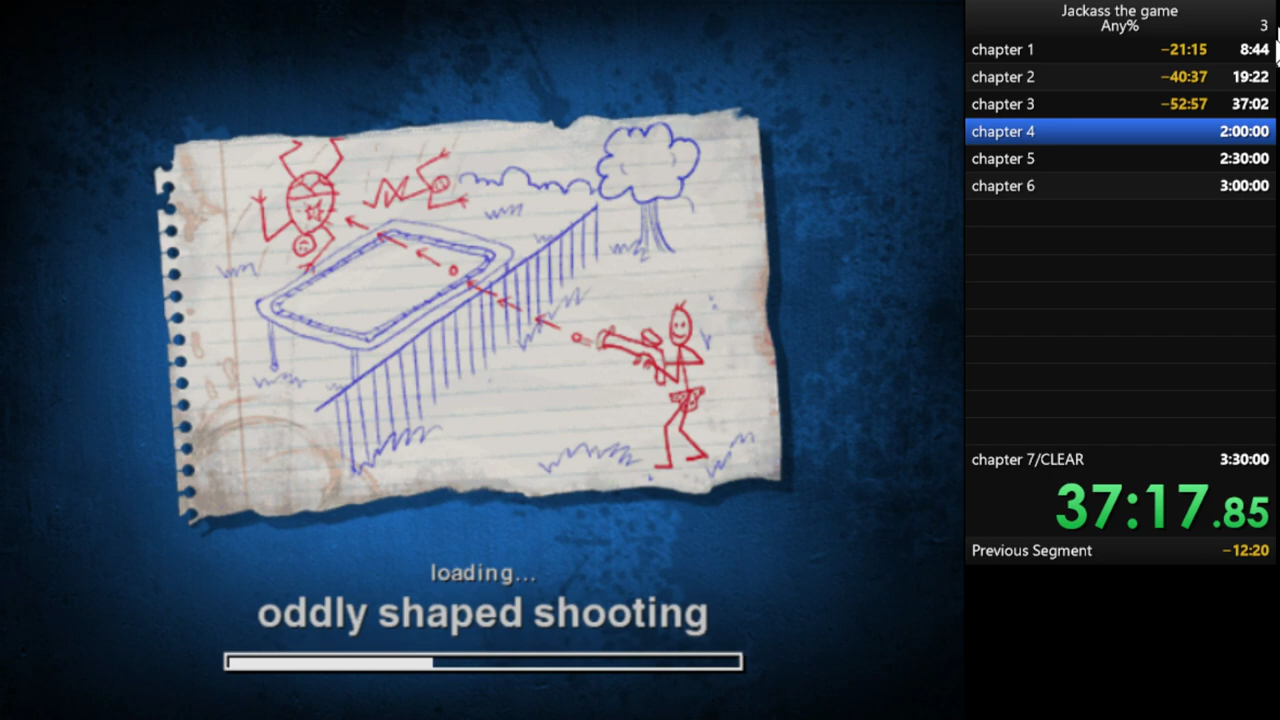 Jackass the game
Any%
3
chapter 1 −21:15 8:44
chapter 2 −40:37 19:22
chapter 3 −52:57 37:02
chapter 4 2:00:00
chapter 5 2:30:00
chapter 6 3:00:00
chapter 7/CLEAR 3:30:00
37:17.85
Previous Segment −12:20
loading...
oddly shaped shooting